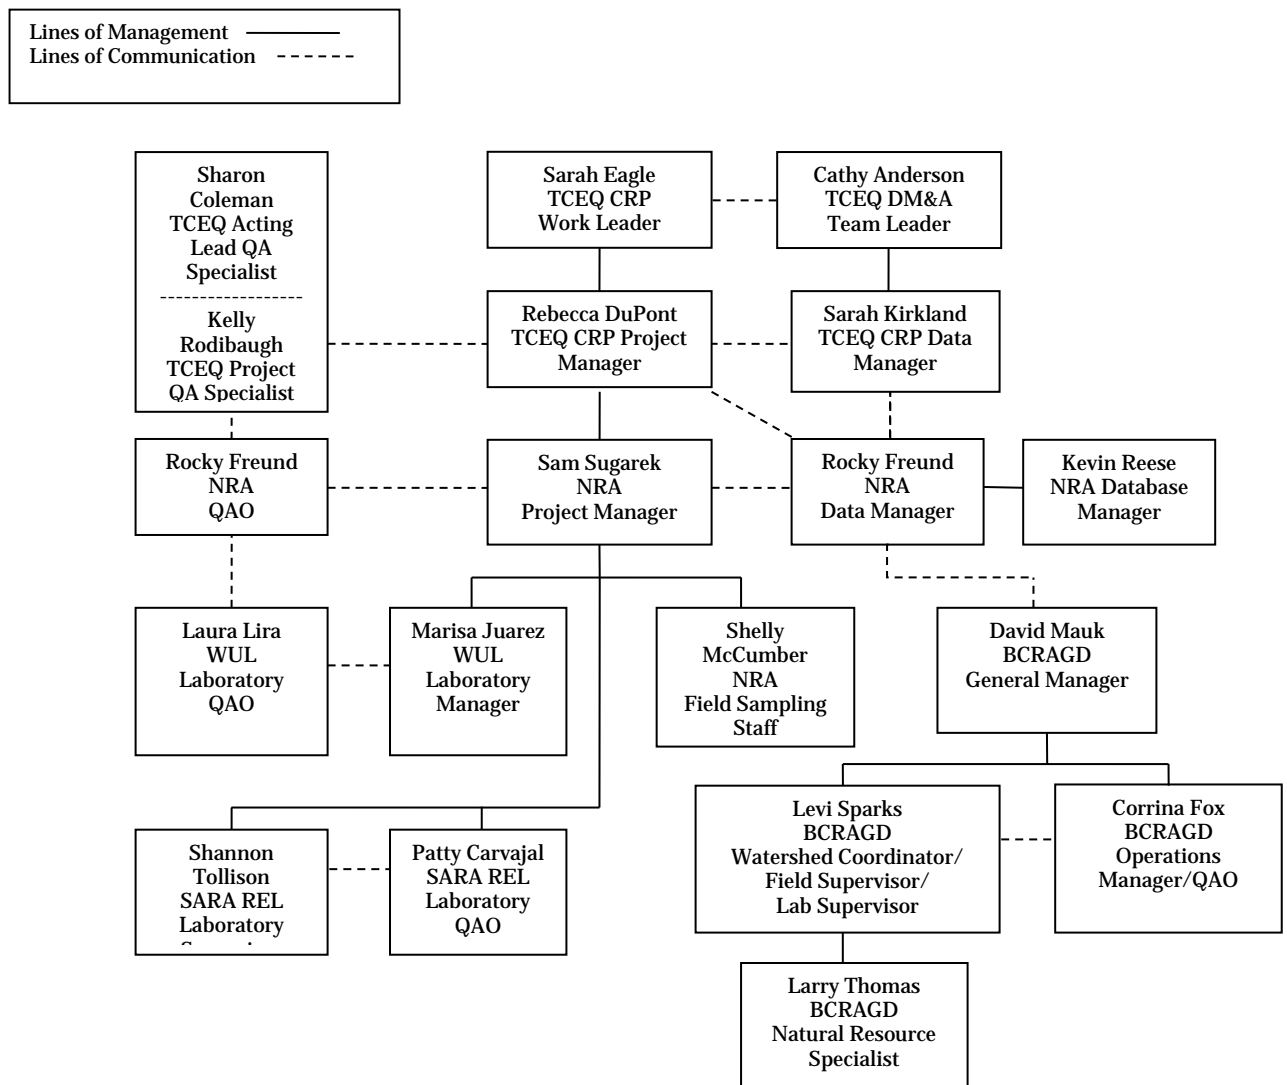 Lines of Management
Lines of Communication
Sharon
Coleman
TCEQ Acting
Lead QA
Specialist
Kelly
Rodibaugh
TCEQ Project
QA Specialist
Sarah Eagle
TCEQ CRP
Work Leader
Cathy Anderson
TCEQ DM&A
Team Leader
Rebecca DuPont
TCEQ CRP Project
Manager
Sarah Kirkland
TCEQ CRP Data
Manager
Rocky Freund
NRA
QAO
Sam Sugarek
NRA
Project Manager
Rocky Freund
NRA
Data Manager
Kevin Reese
NRA Database
Manager
Laura Lira
WUL
Laboratory
QAO
Marisa Juarez
WUL
Laboratory
Manager
Shelly
McCumber
NRA
Field Sampling
Staff
David Mauk
BCRAGD
General Manager
Shannon
Tollison
SARA REL
Laboratory
Patty Carvajal
SARA REL
Laboratory
QAO
Levi Sparks
BCRAGD
Watershed Coordinator/
Field Supervisor/
Lab Supervisor
Corrina Fox
BCRAGD
Operations
Manager/QAO
Larry Thomas
BCRAGD
Natural Resource
Specialist